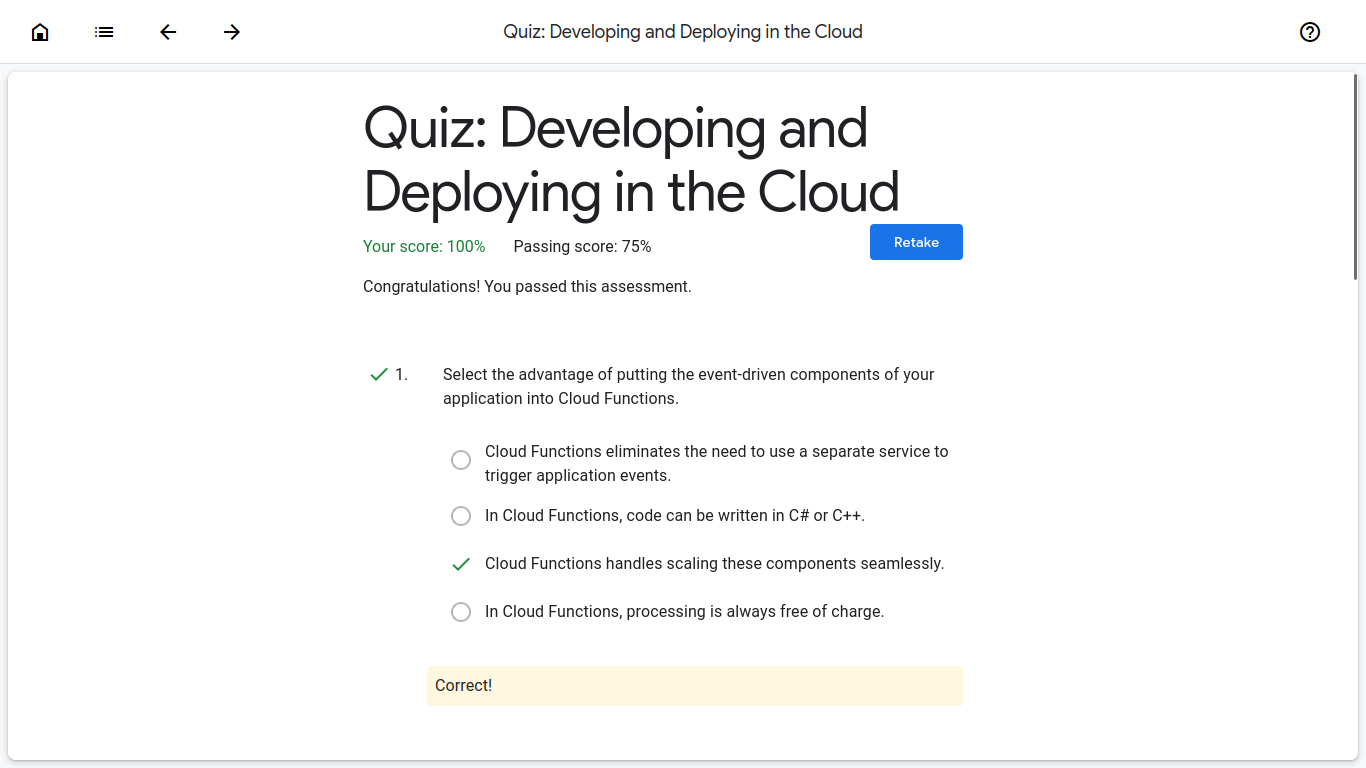 Quiz: Developing and Deploying in the Cloud
Quiz: Developing and
Deploying in the Cloud
Your score: 100% Passing score: 75%
Retake
Congratulations! You passed this assessment.
1. Select the advantage of putting the event-driven components of your
application into Cloud Functions.
Cloud Functions eliminates the need to use a separate service to
trigger application events.
In Cloud Functions, code can be written in C# or C++.
Cloud Functions handles scaling these components seamlessly.
In Cloud Functions, processing is always free of charge.
Correct!